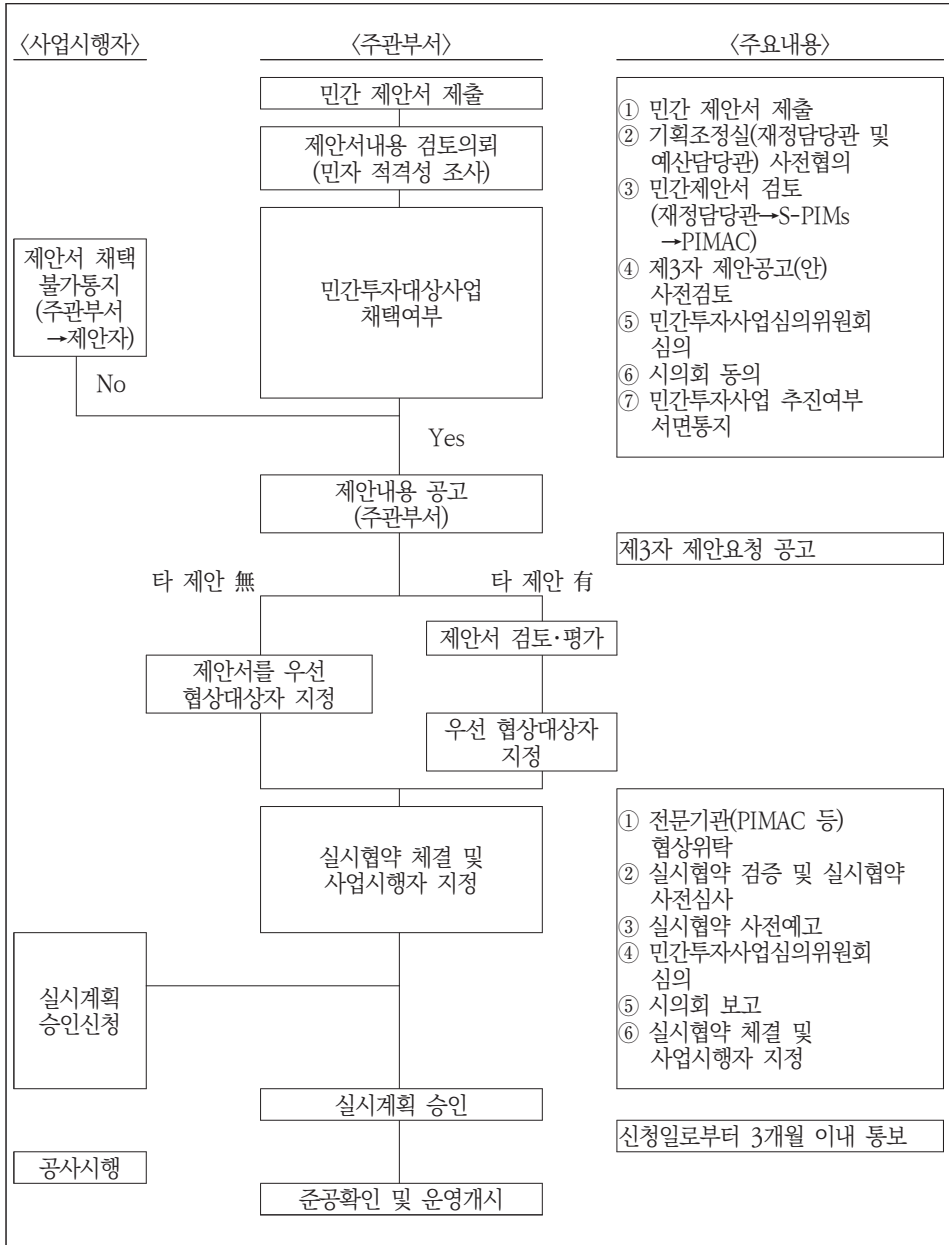 〈사업시행자〉
〈주관부서〉
〈주요내용〉
민간 제안서 제출
제안서내용 검토의뢰
(민자 적격성 조사)
제안서 채택
불가통지
(주관부서
→제안자)
민간투자대상사업
채택여부
① 민간 제안서 제출
② 기획조정실(재정담당관 및
예산담당관) 사전협의
③ 민간제안서 검토
(재정담당관→S-PIMs
→PIMAC)
④ 제3자 제안공고(안)
사전검토
⑤ 민간투자사업심의위원회
심의
⑥ 시의회 동의
⑦ 민간투자사업 추진여부
서면통지
No
Yes
제안내용 공고
(주관부서)
제3자 제안요청 공고
타 제안 無
타 제안 有
제안서 검토·평가
제안서를 우선
협상대상자 지정
우선 협상대상자
지정
실시협약 체결 및
사업시행자 지정
① 전문기관(PIMAC 등)
협상위탁
② 실시협약 검증 및 실시협약
사전심사
③ 실시협약 사전예고
④ 민간투자사업심의위원회
심의
⑤ 시의회 보고
⑥ 실시협약 체결 및
사업시행자 지정
실시계획
승인신청
실시계획 승인
신청일로부터 3개월 이내 통보
공사시행
준공확인 및 운영개시